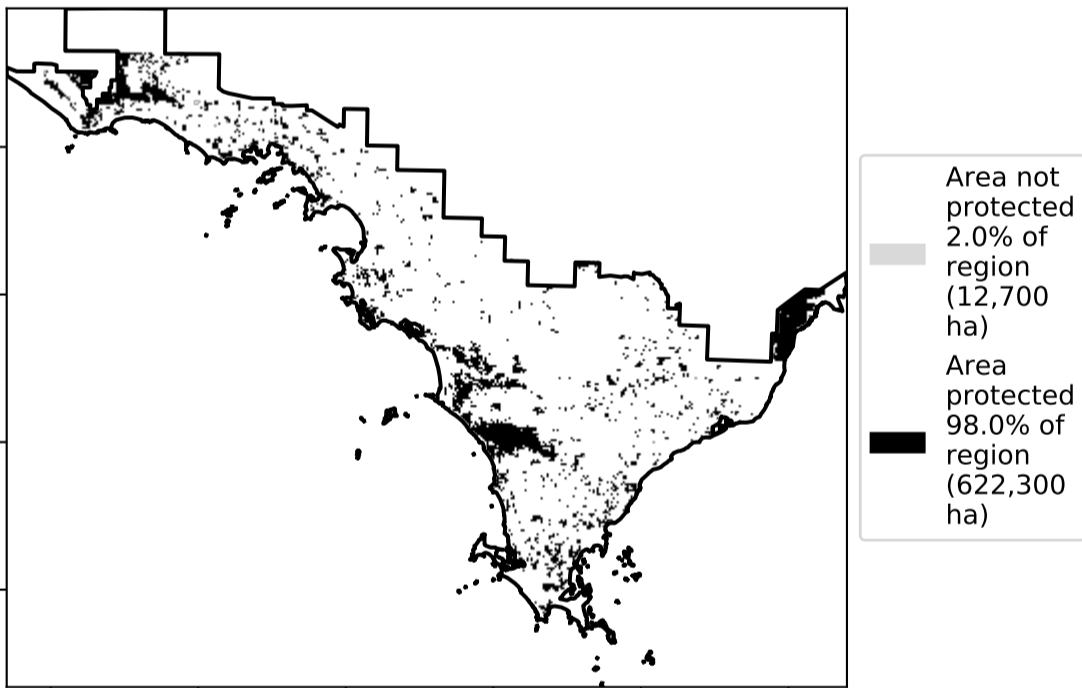 Area not
protected
2.0% of
region
(12,700
ha)
Area
protected
98.0% of
region
(622,300
ha)